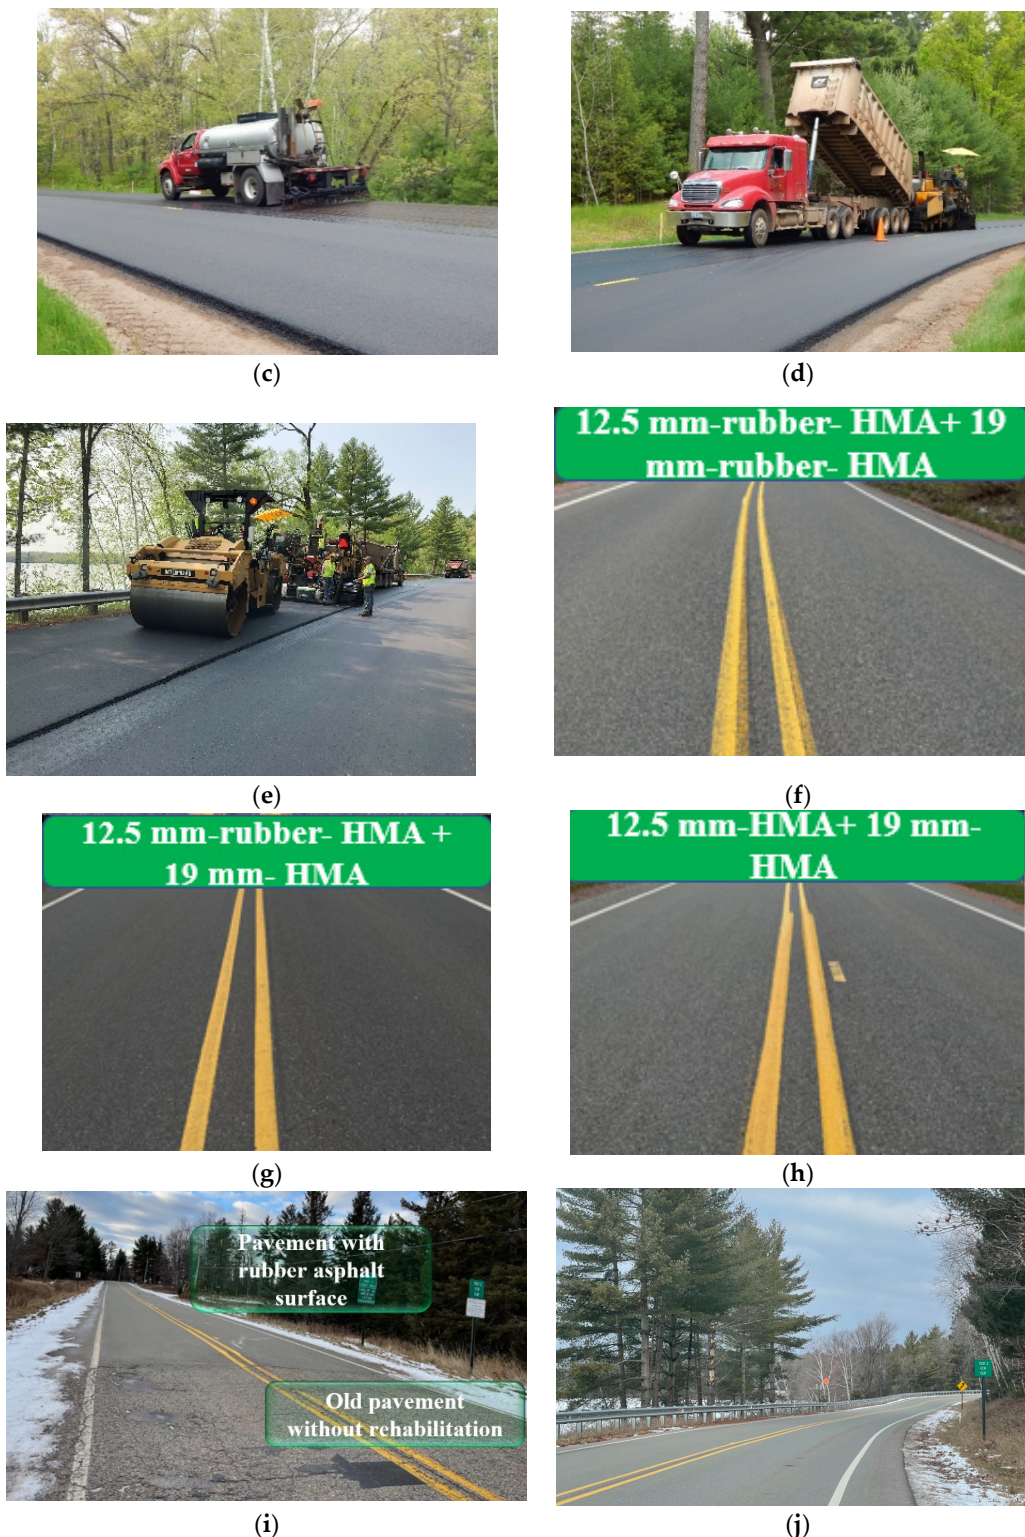 (c)
(d)
12.5 mm-rubber- HMA+ 19
mm-rubber- HMA
(e)
(f)
12.5 mm-rubber- HMA +
19 mm- HMA
12.5 mm-HMA+ 19 mm-
HMA
(g)
(h)
Pavement with
rubber asphalt
surface
Old pavement
without rehabilitation
(i)
(j)